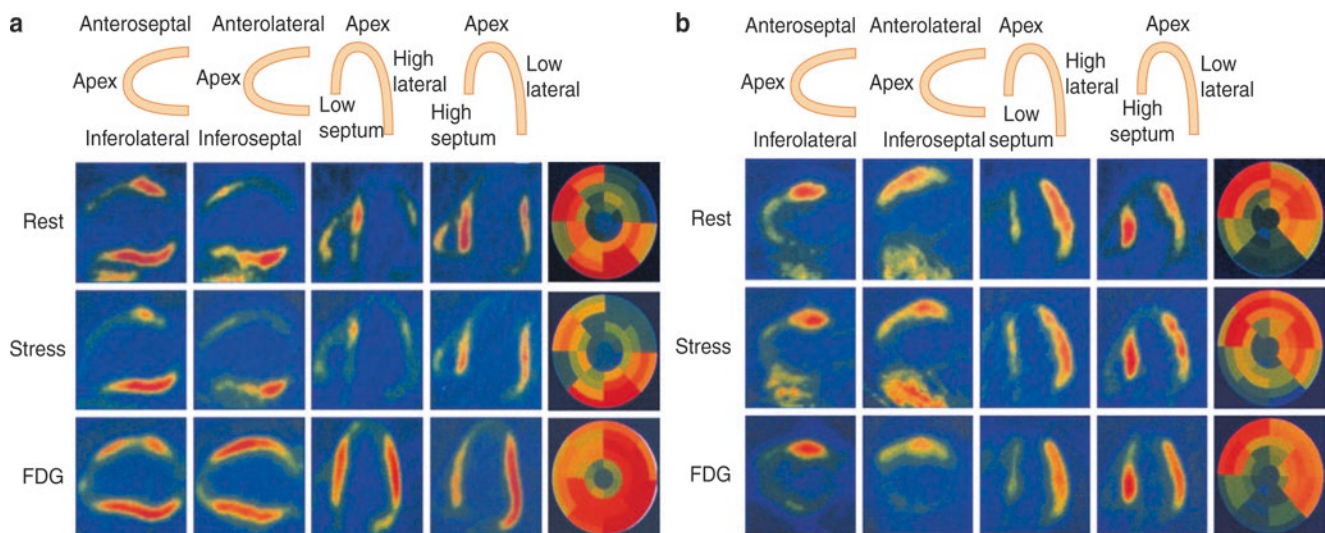 a
Anteroseptal
Anterolateral
Apex
Apex
Apex
Apex
High
lateral
Low
lateral
Low
septum
High
septum
Inferolateral
Inferoseptal
Rest
Stress
FDG
b
Anteroseptal
Anterolateral
Apex
Apex
Apex
Apex
High
lateral
Low
lateral
Low
septum
High
septum
Inferolateral
Inferoseptal
Rest
Stress
FDG